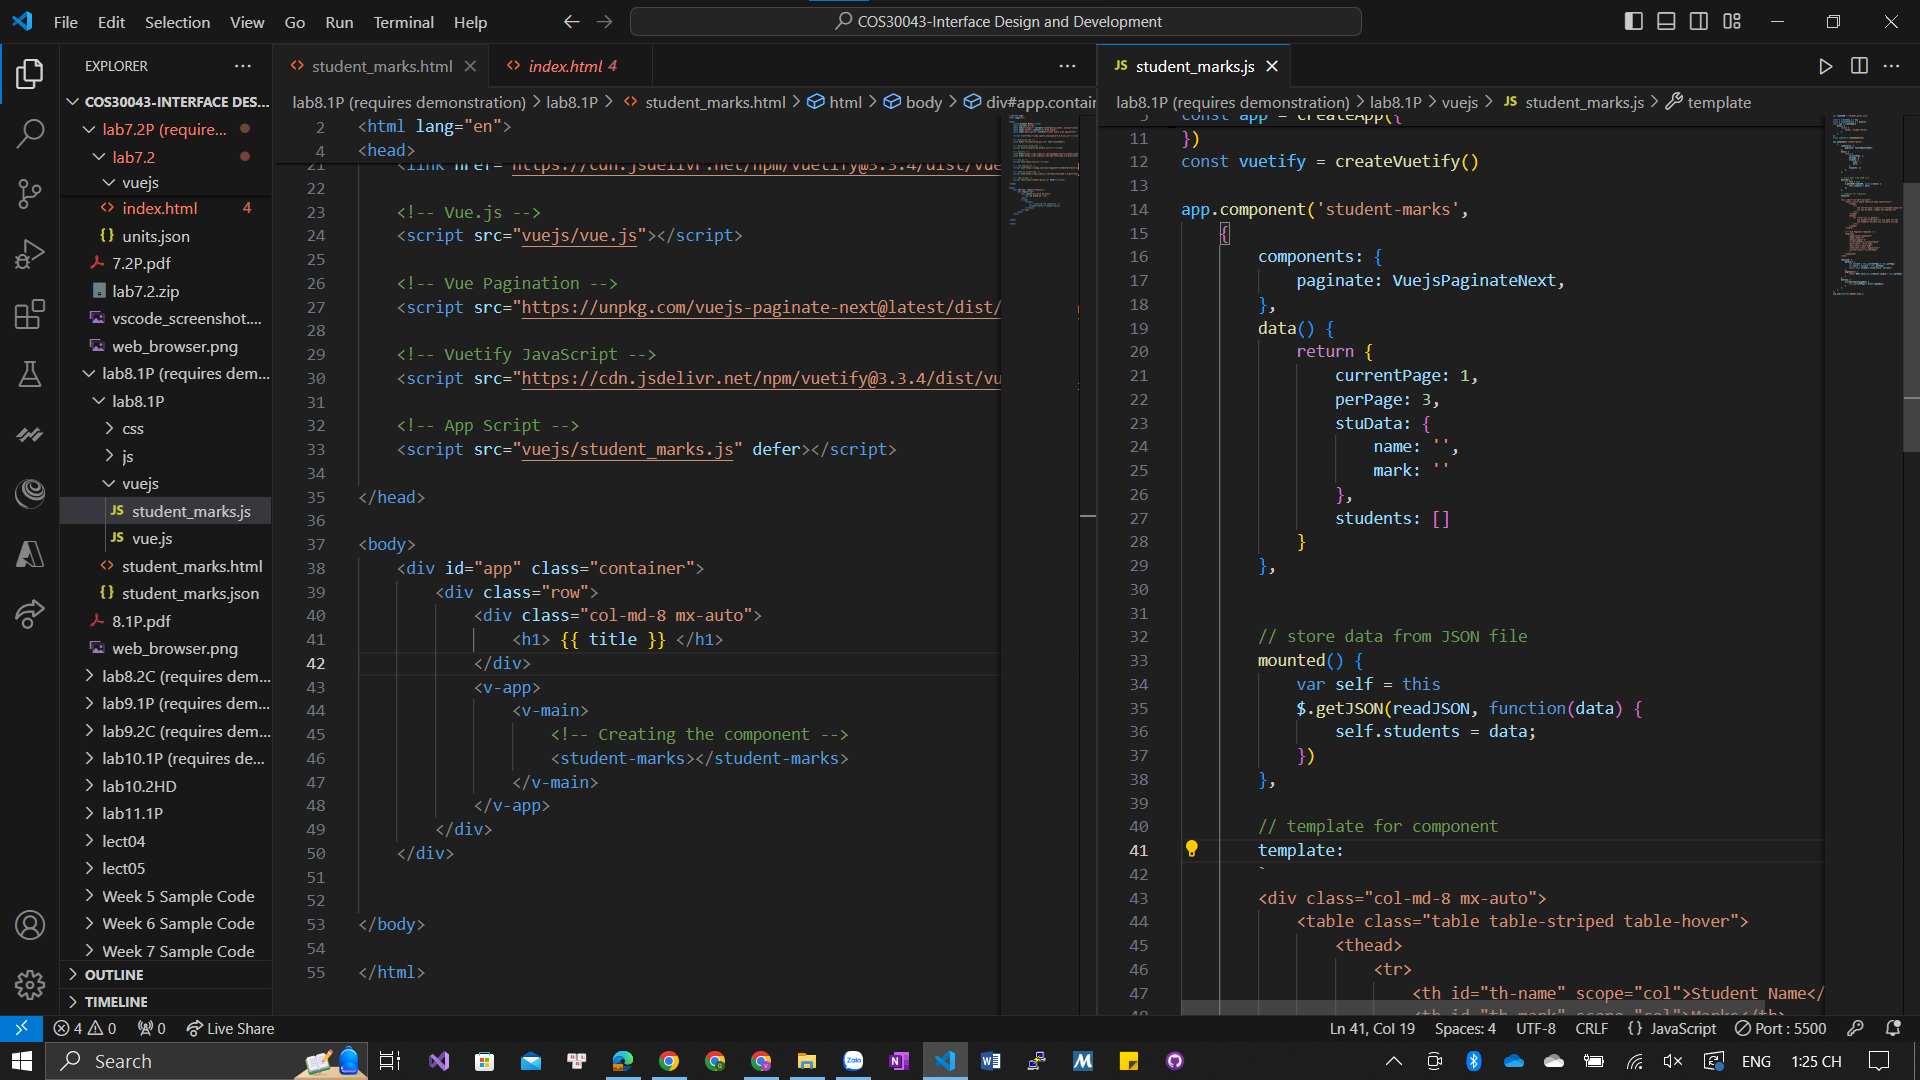 File Edit Selection View Go Run Terminal Help
COS30043-Interface Design and Development
EXPLORER
COS30043-INTERFACE DES...
lab7.2P (require...
lab7.2
vuejs
index.html 4
units.json
7.2P.pdf
lab7.2.zip
vscode_screenshot....
web_browser.png
lab8.1P (requires dem...
lab8.1P
css
js
vuejs
JS student_marks.js
JS vue.js
student_marks.html
student_marks.json
8.1P.pdf
web_browser.png
lab8.2C (requires dem...
lab9.1P (requires dem...
lab9.2C (requires dem...
lab10.1P (requires de...
lab10.2HD
lab11.1P
lect04
lect05
Week 5 Sample Code
Week 6 Sample Code
Week 7 Sample Code
OUTLINE
TIMELINE
student_marks.html
index.html 4
lab8.1P (requires demonstration) > lab8.1P > student_marks.html > html > body > div#app.contain
2 <html lang="en">
4 <head>
21 <link href="https://cdn.jsdelivr.net/npm/vuetify@3.3.4/dist/vue
22
23 <!-- Vue.js -->
24 <script src="vuejs/vue.js"></script>
25
26 <!-- Vue Pagination -->
27 <script src="https://unpkg.com/vuejs-paginate-next@latest/dist/
28
29 <!-- Vuetify JavaScript -->
30 <script src="https://cdn.jsdelivr.net/npm/vuetify@3.3.4/dist/vu
31
32 <!-- App Script -->
33 <script src="vuejs/student_marks.js" defer></script>
34
35 </head>
36
37 <body>
38 <div id="app" class="container">
39 <div class="row">
40 <div class="col-md-8 mx-auto">
41 <h1> {{ title }} </h1>
42 </div>
43 <v-app>
44 <v-main>
45 <!-- Creating the component -->
46 <student-marks></student-marks>
47 </v-main>
48 </v-app>
49 </div>
50 </div>
51
52
53 </body>
54
55 </html>
JS student_marks.js
lab8.1P (requires demonstration) > lab8.1P > vuejs > JS student_marks.js > template
5 const app = createApp({
11 })
12 const vuetify = createVuetify()
13
14 app.component('student-marks',
15 {
16 components: {
17 paginate: VuejsPaginateNext,
18 },
19 data() {
20 return {
21 currentPage: 1,
22 perPage: 3,
23 stuData: {
24 name: '',
25 mark: ''
26 },
27 students: []
28 }
29 },
30
31
32 // store data from JSON file
33 mounted() {
34 var self = this
35 $.getJSON(readJSON, function(data) {
36 self.students = data;
37 })
38 },
39
40 // template for component
41 template:
42 `
43 <div class="col-md-8 mx-auto">
44 <table class="table table-striped table-hover">
45 <thead>
46 <tr>
47 <th id="th-name" scope="col">Student Name</
48 <th id="th-mark" scope="col">Marks</th>
4 0 0 Live Share
Ln 41, Col 19 Spaces: 4 UTF-8 CRLF {} JavaScript Port : 5500
Search
Zalo
ENG 1:25 CH